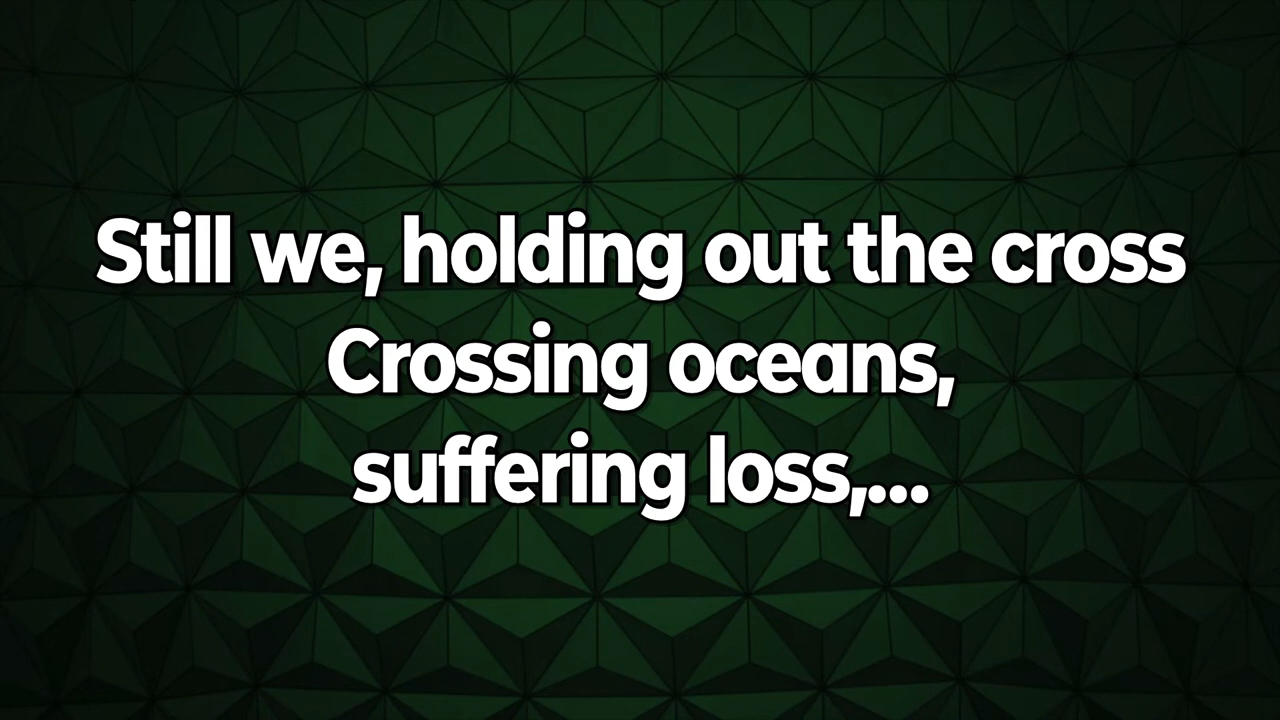 Still we, holding out the cross
Crossing oceans,
suffering loss,...